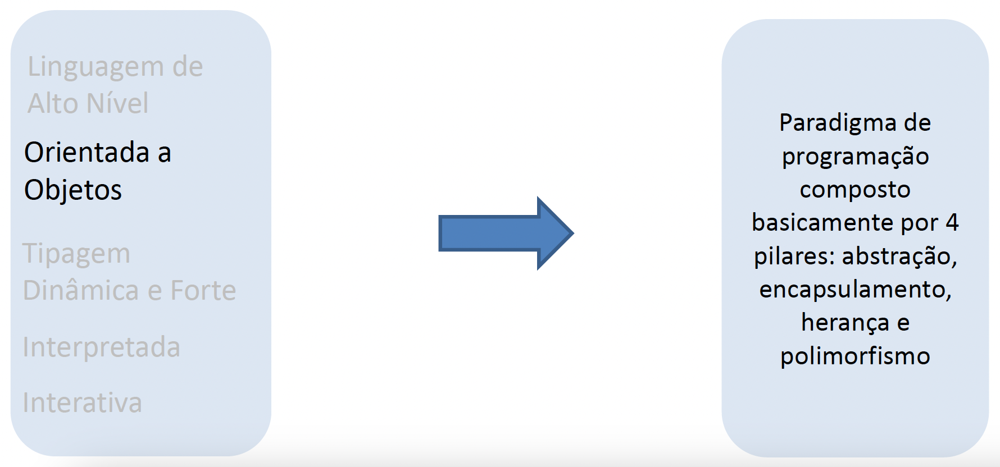 Linguagem de
Alto Nível
Orientada a
Objetos
Tipagem
Dinâmica e Forte
Interpretada
Interativa
Paradigma de
programação
composto
basicamente por 4
pilares: abstração,
encapsulamento,
herança e
polimorfismo